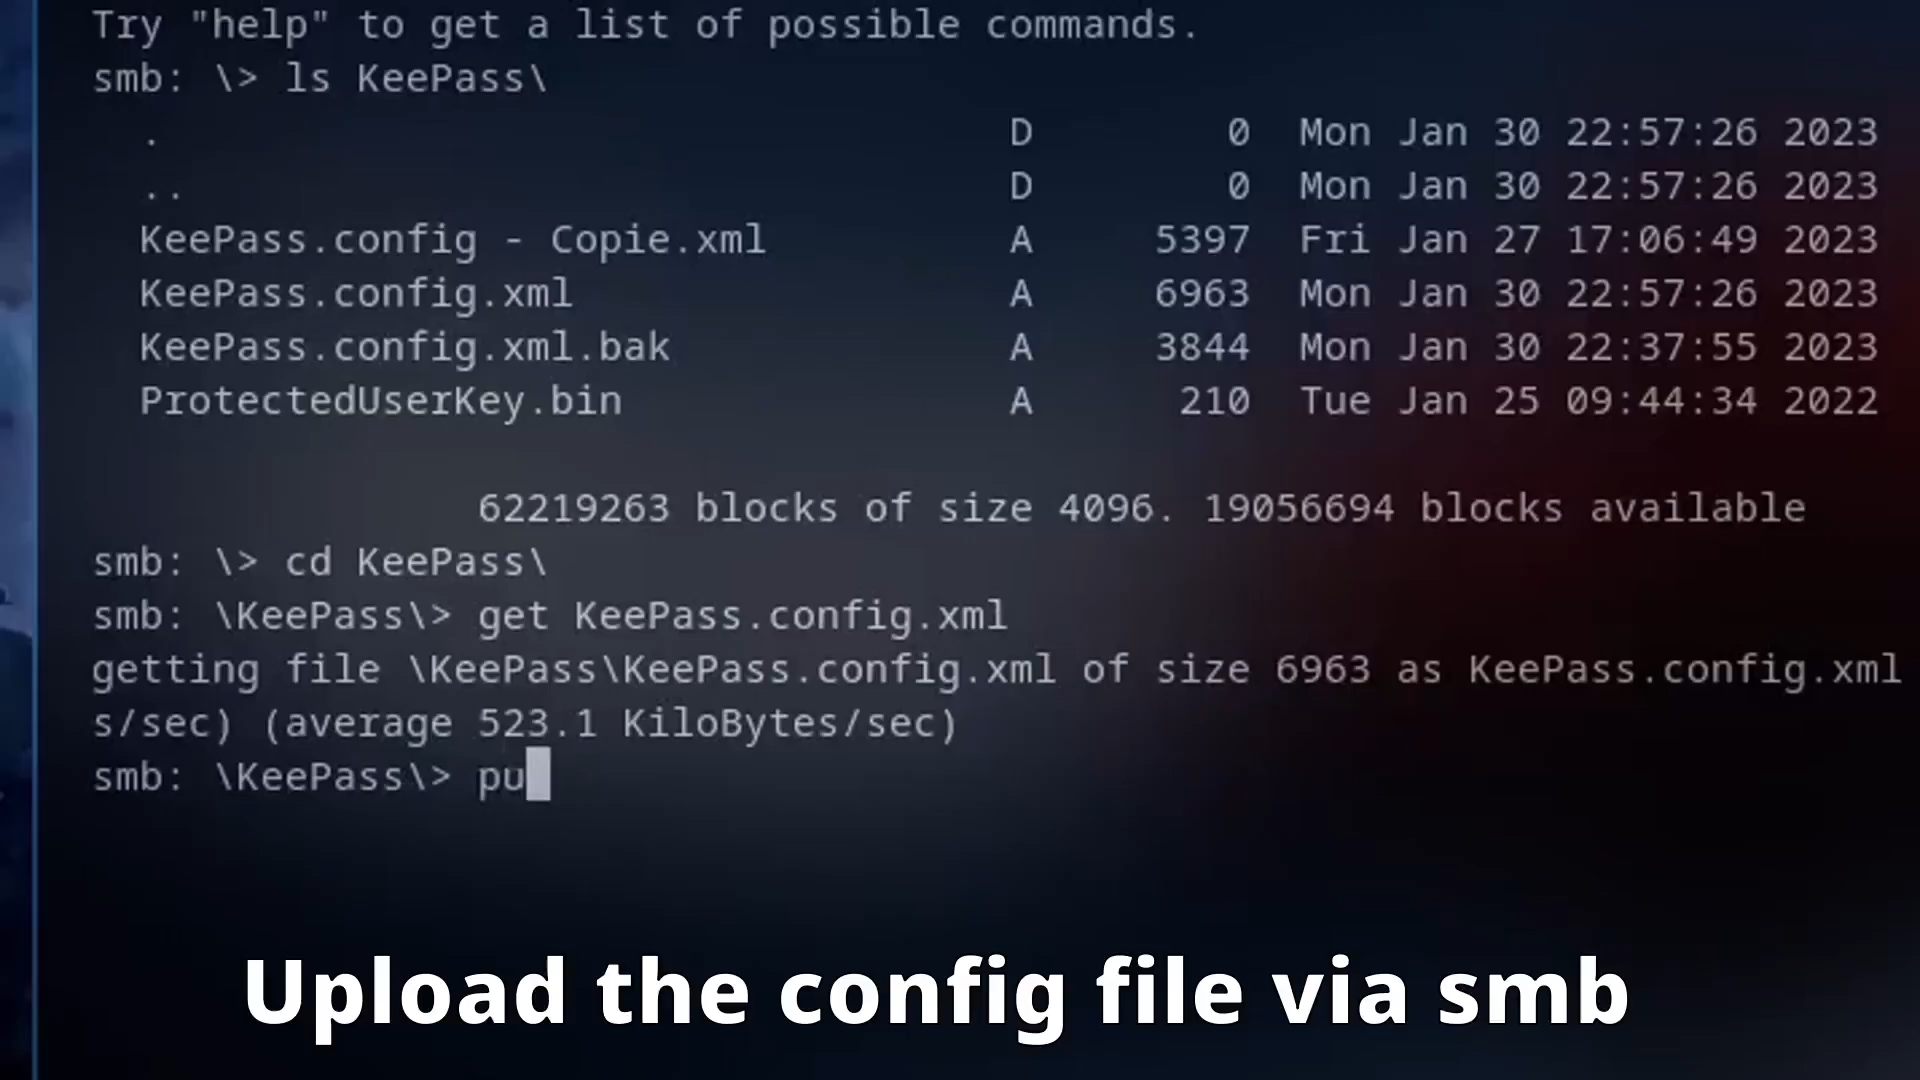 Try "help" to get a list of possible commands.
smb: \> ls KeePass\
. D 0 Mon Jan 30 22:57:26 2023
.. D 0 Mon Jan 30 22:57:26 2023
KeePass.config - Copie.xml A 5397 Fri Jan 27 17:06:49 2023
KeePass.config.xml A 6963 Mon Jan 30 22:57:26 2023
KeePass.config.xml.bak A 3844 Mon Jan 30 22:37:55 2023
ProtectedUserKey.bin A 210 Tue Jan 25 09:44:34 2022
62219263 blocks of size 4096. 19056694 blocks available
smb: \> cd KeePass\
smb: \KeePass\> get KeePass.config.xml
getting file \KeePass\KeePass.config.xml of size 6963 as KeePass.config.xml
s/sec) (average 523.1 KiloBytes/sec)
smb: \KeePass\> pu
Upload the config file via smb